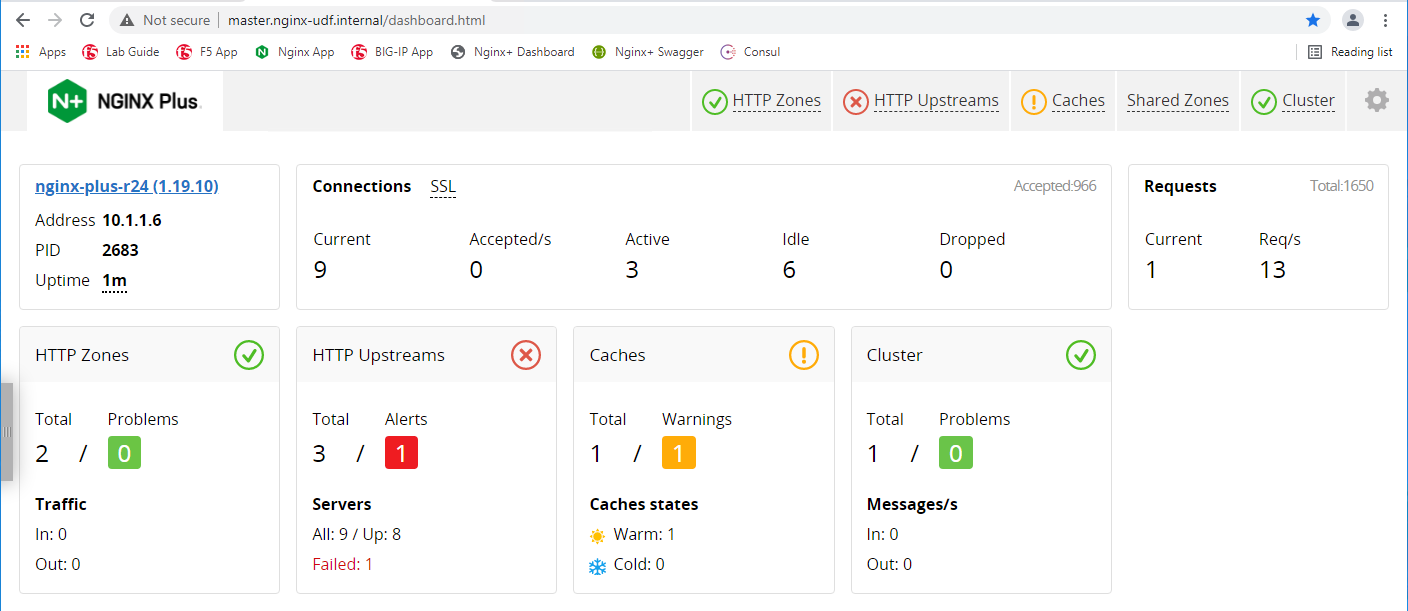 Not secure | master.nginx-udf.internal/dashboard.html
Apps Lab Guide F5 App Nginx App BIG-IP App Nginx+ Dashboard Nginx+ Swagger Consul Reading list
N+ NGINX Plus HTTP Zones HTTP Upstreams Caches Shared Zones Cluster
nginx-plus-r24 (1.19.10)
Address 10.1.1.6
PID 2683
Uptime 1m
Connections SSL Accepted:966
Current Accepted/s Active Idle Dropped
9 0 3 6 0
Requests Total:1650
Current Req/s
1 13
HTTP Zones
Total Problems
2 / 0
Traffic
In: 0
Out: 0
HTTP Upstreams
Total Alerts
3 / 1
Servers
All: 9 / Up: 8
Failed: 1
Caches
Total Warnings
1 / 1
Caches states
Warm: 1
Cold: 0
Cluster
Total Problems
1 / 0
Messages/s
In: 0
Out: 0